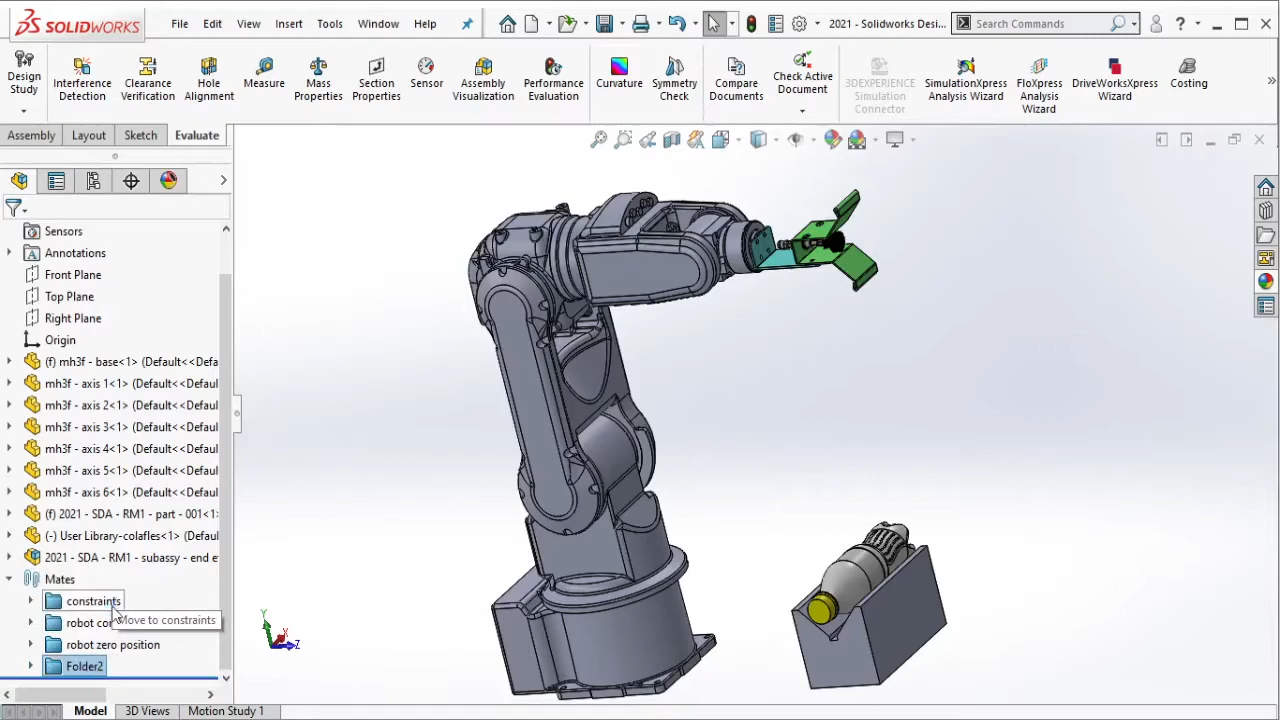 SOLIDWORKS File Edit View Insert Tools Window Help 2021 - Solidworks Desi... Search Commands ?
Design Study
Interference Detection
Clearance Verification
Hole Alignment
Measure
Mass Properties
Section Properties
Sensor
Assembly Visualization
Performance Evaluation
Curvature
Symmetry Check
Compare Documents
Check Active Document
3DEXPERIENCE Simulation Connector
SimulationXpress Analysis Wizard
FloXpress Analysis Wizard
DriveWorksXpress Wizard
Costing
Assembly Layout Sketch Evaluate
Sensors
Annotations
Front Plane
Top Plane
Right Plane
Origin
(f) mh3f - base<1> (Default<<Defa
mh3f - axis 1<1> (Default<<Defaul
mh3f - axis 2<1> (Default<<Defaul
mh3f - axis 3<1> (Default<<Defaul
mh3f - axis 4<1> (Default<<Defaul
mh3f - axis 5<1> (Default<<Defaul
mh3f - axis 6<1> (Default<<Defaul
(f) 2021 - SDA - RM1 - part - 001<1>
(-) User Library-colafles<1> (Defaul
2021 - SDA - RM1 - subassy - end e
Mates
constraints
robot co
Move to constraints
robot zero position
Folder2
Y
X
Z
Model 3D Views Motion Study 1